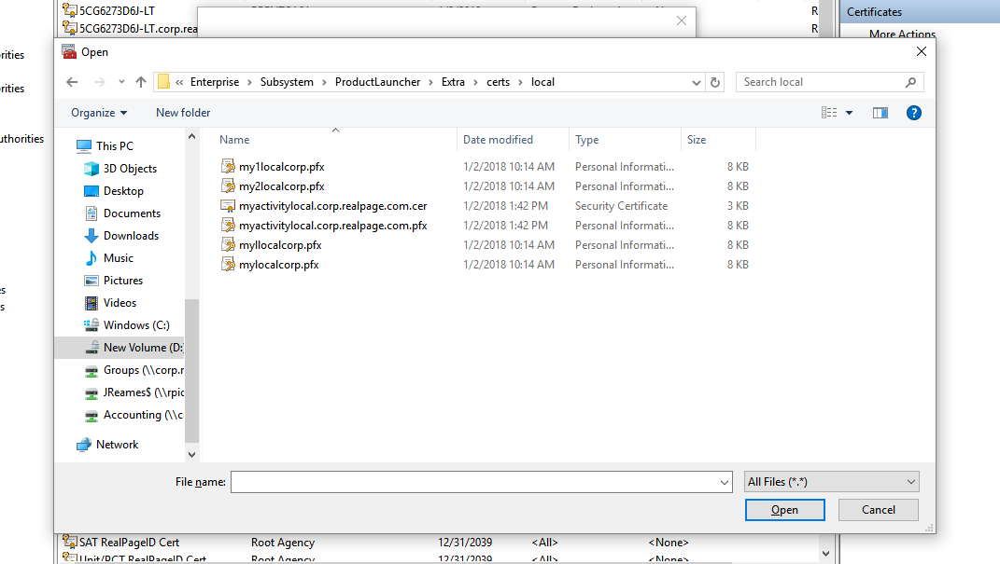 5CG6273D6J-LT
R
Certificates
5CG6273D6J-LT.corp.rea
R
More Actions
Open
orities
« Enterprise > Subsystem > ProductLauncher > Extra > certs > local
Search local
orities
Organize
New folder
?
uthorities
This PC
3D Objects
Desktop
Documents
Downloads
Music
Pictures
Videos
Windows (C:)
New Volume (D:)
Groups (\\corp.r
JReames$ (\\rpic
Accounting (\\c
Network
Name Date modified Type Size
my1localcorp.pfx 1/2/2018 10:14 AM Personal Informati... 8 KB
my2localcorp.pfx 1/2/2018 10:14 AM Personal Informati... 8 KB
myactivitylocal.corp.realpage.com.cer 1/2/2018 1:42 PM Security Certificate 3 KB
myactivitylocal.corp.realpage.com.pfx 1/2/2018 1:42 PM Personal Informati... 8 KB
myllocalcorp.pfx 1/2/2018 10:14 AM Personal Informati... 8 KB
mylocalcorp.pfx 1/2/2018 10:14 AM Personal Informati... 8 KB
es
s
File name:
All Files (*.*)
Open
Cancel
SAT RealPageID Cert Root Agency 12/31/2039 <All> <None>
Unit/PCT RealPageID Cert Root Agency 12/31/2039 <All> <None>